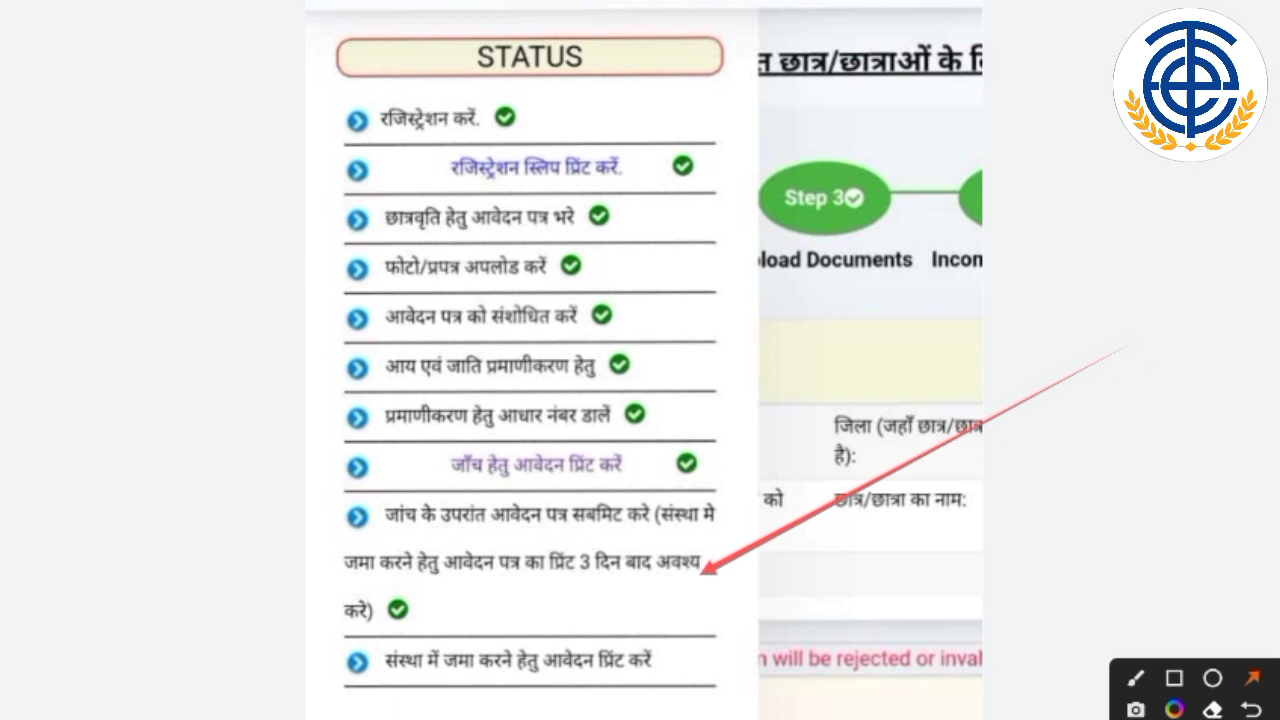 STATUS
रजिस्ट्रेशन करें.
रजिस्ट्रेशन स्लिप प्रिंट करें.
छात्रवृति हेतु आवेदन पत्र भरे
फोटो/प्रपत्र अपलोड करें
आवेदन पत्र को संशोधित करें
आय एवं जाति प्रमाणीकरण हेतु
प्रमाणीकरण हेतु आधार नंबर डालें
जाँच हेतु आवेदन प्रिंट करें
जांच के उपरांत आवेदन पत्र सबमिट करे (संस्था मे
जमा करने हेतु आवेदन पत्र का प्रिंट 3 दिन बाद अवश्य
करे)
संस्था में जमा करने हेतु आवेदन प्रिंट करें
छात्र/छात्राओं के
Step 3
Documents
जिला (जहाँ
है):
को
छात्र/छात्रा का नाम:
will be rejected or